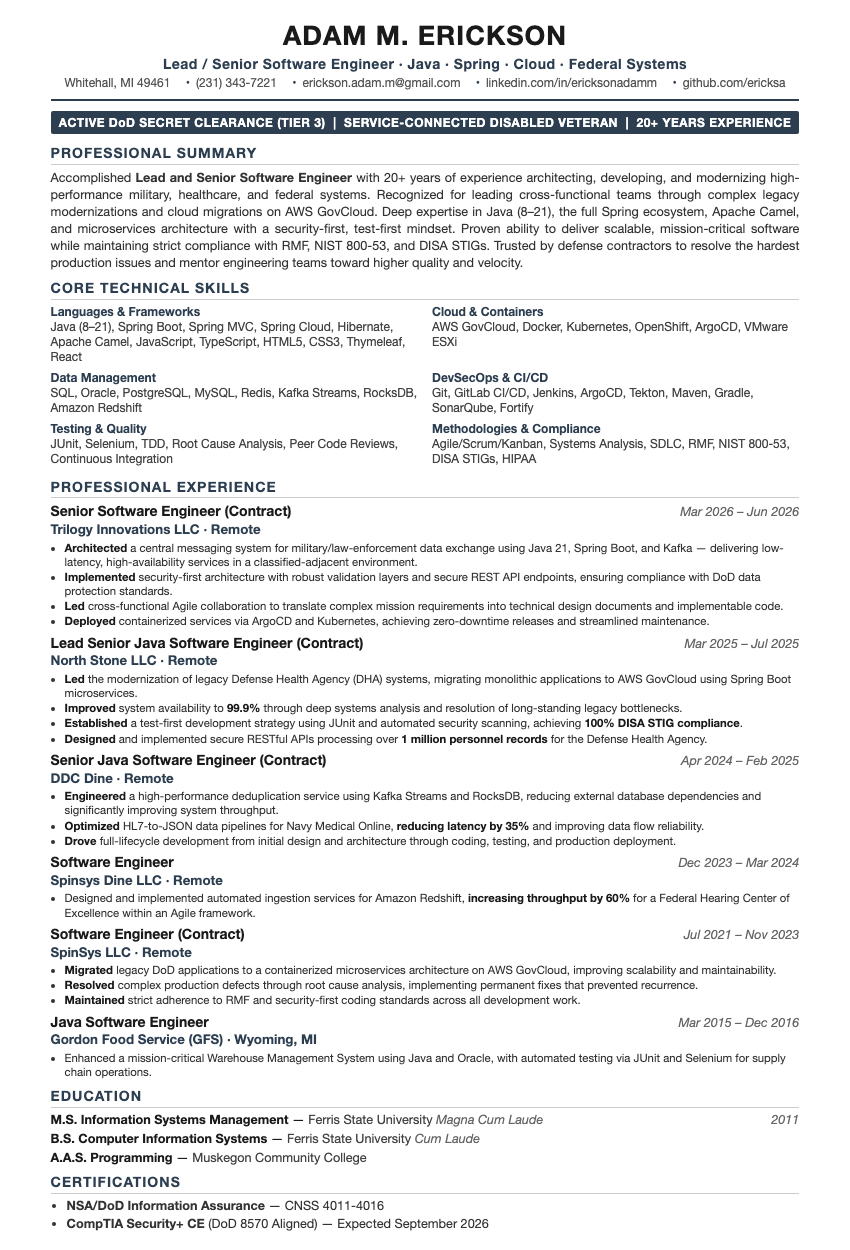 ADAM M. ERICKSON
Lead / Senior Software Engineer · Java · Spring · Cloud · Federal Systems
Whitehall, MI 49461 • (231) 343-7221 • erickson.adam.m@gmail.com • linkedin.com/in/ericksonadamm • github.com/ericksa
ACTIVE DoD SECRET CLEARANCE (TIER 3) | SERVICE-CONNECTED DISABLED VETERAN | 20+ YEARS EXPERIENCE
PROFESSIONAL SUMMARY
Accomplished Lead and Senior Software Engineer with 20+ years of experience architecting, developing, and modernizing high-
performance military, healthcare, and federal systems. Recognized for leading cross-functional teams through complex legacy
modernizations and cloud migrations on AWS GovCloud. Deep expertise in Java (8–21), the full Spring ecosystem, Apache Camel,
and microservices architecture with a security-first, test-first mindset. Proven ability to deliver scalable, mission-critical software
while maintaining strict compliance with RMF, NIST 800-53, and DISA STIGs. Trusted by defense contractors to resolve the hardest
production issues and mentor engineering teams toward higher quality and velocity.
CORE TECHNICAL SKILLS
Languages & Frameworks
Java (8–21), Spring Boot, Spring MVC, Spring Cloud, Hibernate,
Apache Camel, JavaScript, TypeScript, HTML5, CSS3, Thymeleaf,
React
Cloud & Containers
AWS GovCloud, Docker, Kubernetes, OpenShift, ArgoCD, VMware
ESXi
Data Management
SQL, Oracle, PostgreSQL, MySQL, Redis, Kafka Streams, RocksDB,
Amazon Redshift
DevSecOps & CI/CD
Git, GitLab CI/CD, Jenkins, ArgoCD, Tekton, Maven, Gradle,
SonarQube, Fortify
Testing & Quality
JUnit, Selenium, TDD, Root Cause Analysis, Peer Code Reviews,
Continuous Integration
Methodologies & Compliance
Agile/Scrum/Kanban, Systems Analysis, SDLC, RMF, NIST 800-53,
DISA STIGs, HIPAA
PROFESSIONAL EXPERIENCE
Senior Software Engineer (Contract) Mar 2026 – Jun 2026
Trilogy Innovations LLC · Remote
• Architected a central messaging system for military/law-enforcement data exchange using Java 21, Spring Boot, and Kafka — delivering low-
latency, high-availability services in a classified-adjacent environment.
• Implemented security-first architecture with robust validation layers and secure REST API endpoints, ensuring compliance with DoD data
protection standards.
• Led cross-functional Agile collaboration to translate complex mission requirements into technical design documents and implementable code.
• Deployed containerized services via ArgoCD and Kubernetes, achieving zero-downtime releases and streamlined maintenance.
Lead Senior Java Software Engineer (Contract) Mar 2025 – Jul 2025
North Stone LLC · Remote
• Led the modernization of legacy Defense Health Agency (DHA) systems, migrating monolithic applications to AWS GovCloud using Spring Boot
microservices.
• Improved system availability to 99.9% through deep systems analysis and resolution of long-standing legacy bottlenecks.
• Established a test-first development strategy using JUnit and automated security scanning, achieving 100% DISA STIG compliance.
• Designed and implemented secure RESTful APIs processing over 1 million personnel records for the Defense Health Agency.
Senior Java Software Engineer (Contract) Apr 2024 – Feb 2025
DDC Dine · Remote
• Engineered a high-performance deduplication service using Kafka Streams and RocksDB, reducing external database dependencies and
significantly improving system throughput.
• Optimized HL7-to-JSON data pipelines for Navy Medical Online, reducing latency by 35% and improving data flow reliability.
• Drove full-lifecycle development from initial design and architecture through coding, testing, and production deployment.
Software Engineer Dec 2023 – Mar 2024
Spinsys Dine LLC · Remote
• Designed and implemented automated ingestion services for Amazon Redshift, increasing throughput by 60% for a Federal Hearing Center of
Excellence within an Agile framework.
Software Engineer (Contract) Jul 2021 – Nov 2023
SpinSys LLC · Remote
• Migrated legacy DoD applications to a containerized microservices architecture on AWS GovCloud, improving scalability and maintainability.
• Resolved complex production defects through root cause analysis, implementing permanent fixes that prevented recurrence.
• Maintained strict adherence to RMF and security-first coding standards across all development work.
Java Software Engineer Mar 2015 – Dec 2016
Gordon Food Service (GFS) · Wyoming, MI
• Enhanced a mission-critical Warehouse Management System using Java and Oracle, with automated testing via JUnit and Selenium for supply
chain operations.
EDUCATION
M.S. Information Systems Management — Ferris State University Magna Cum Laude 2011
B.S. Computer Information Systems — Ferris State University Cum Laude
A.A.S. Programming — Muskegon Community College
CERTIFICATIONS
• NSA/DoD Information Assurance — CNSS 4011-4016
• CompTIA Security+ CE (DoD 8570 Aligned) — Expected September 2026